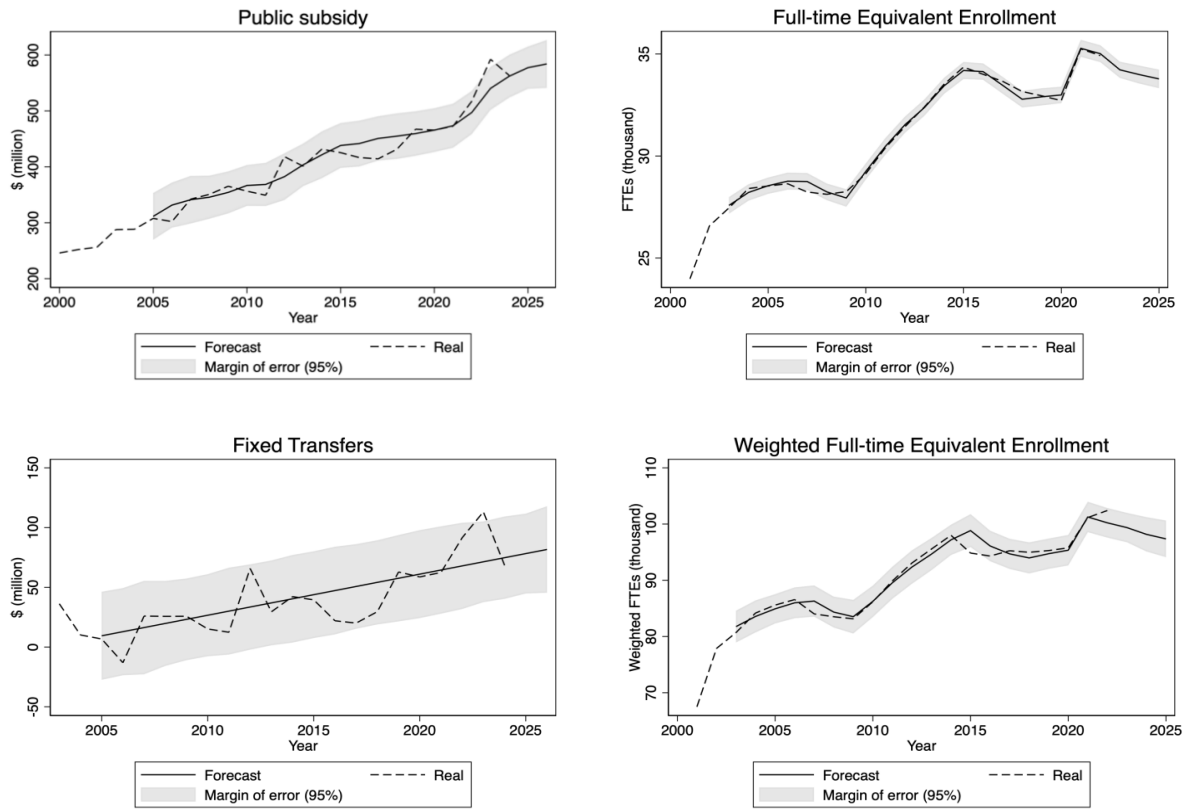 Public subsidy
600
500
400
300
200
$ (million)
2000 2005 2010 2015 2020 2025
Year
Forecast Real
Margin of error (95%)
Full-time Equivalent Enrollment
35
30
25
FTEs (thousand)
2000 2005 2010 2015 2020 2025
Year
Forecast Real
Margin of error (95%)
Fixed Transfers
150
100
50
0
-50
$ (million)
2005 2010 2015 2020 2025
Year
Forecast Real
Margin of error (95%)
Weighted Full-time Equivalent Enrollment
110
100
90
80
70
Weighted FTEs (thousand)
2000 2005 2010 2015 2020 2025
Year
Forecast Real
Margin of error (95%)